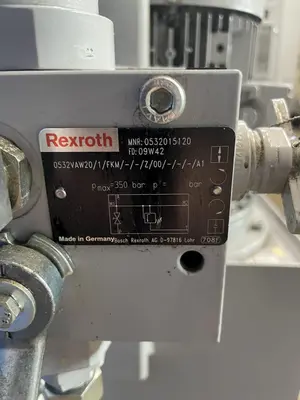 Rexroth
MNR:0532015120
FD:09W42
0532VAW20/1/FKM/-/-/Z/00/-/-/-/A1
Pmax=350 bar p'= bar
Made in Germany
Bosch Rexroth AG D-97816 Lohr